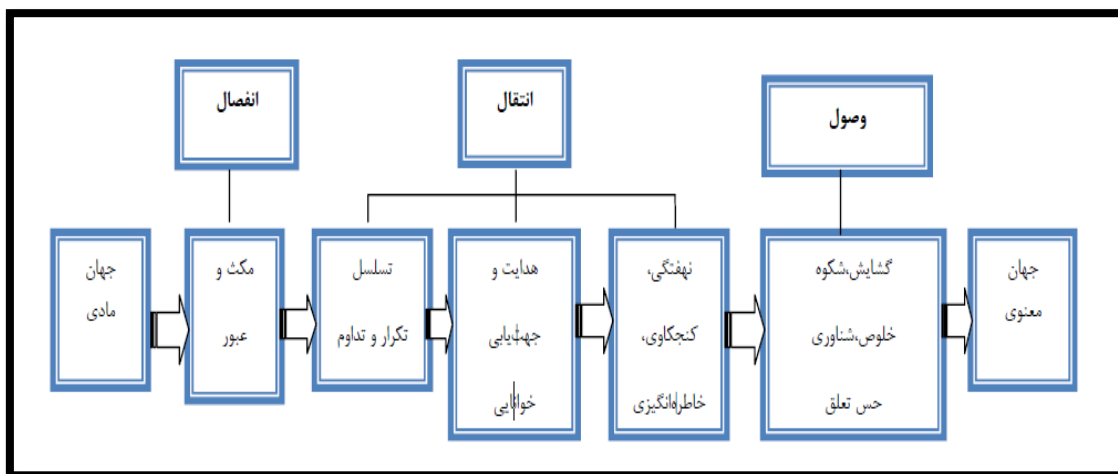 انفصال
انتقال
وصول
جهان
مادی
مکث و
عبور
تسلسل
تکرار و تداوم
هدایت و
جهت‌یابی
خوانایی
نهفتگی،
کنجکاوی،
خاطره‌انگیزی
گشایش،شکوه
خلوص،شناوری
حس تعلق
جهان
معنوی